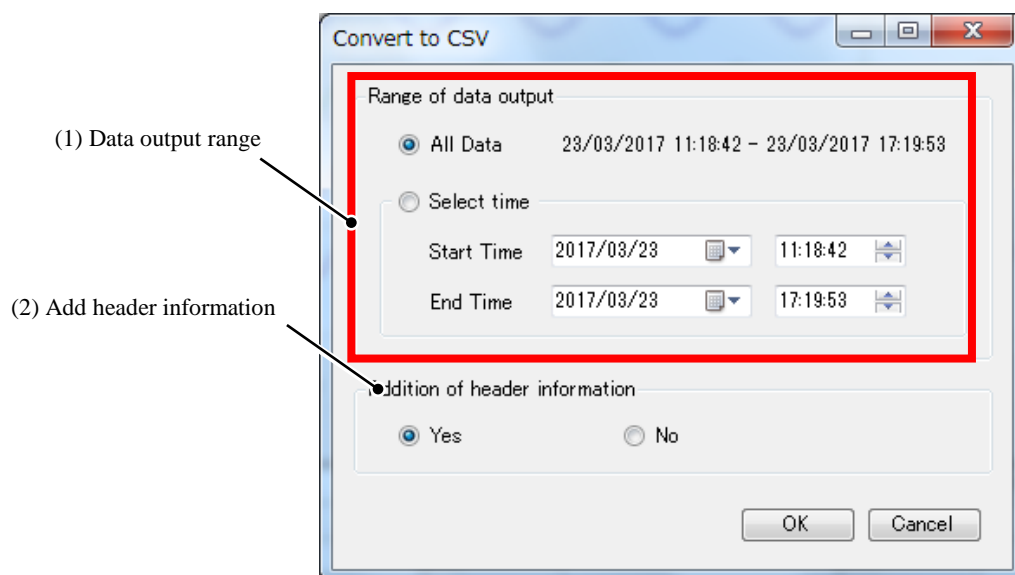 Convert to CSV
Range of data output
(1) Data output range
All Data 23/03/2017 11:18:42 - 23/03/2017 17:19:53
Select time
Start Time 2017/03/23 11:18:42
(2) Add header information
End Time 2017/03/23 17:19:53
Addition of header information
Yes No
OK Cancel